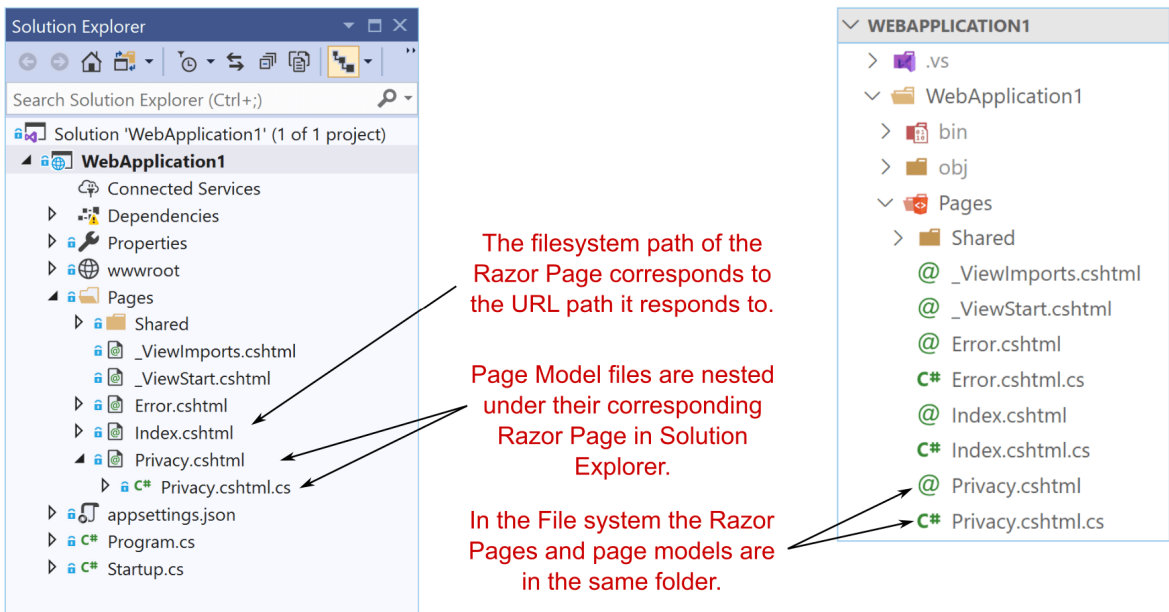 Solution Explorer
Search Solution Explorer (Ctrl+;)
Solution 'WebApplication1' (1 of 1 project)
WebApplication1
Connected Services
Dependencies
Properties
wwwroot
Pages
Shared
_ViewImports.cshtml
_ViewStart.cshtml
Error.cshtml
Index.cshtml
Privacy.cshtml
C# Privacy.cshtml.cs
appsettings.json
C# Program.cs
C# Startup.cs
The filesystem path of the
Razor Page corresponds to
the URL path it responds to.
Page Model files are nested
under their corresponding
Razor Page in Solution
Explorer.
In the File system the Razor
Pages and page models are
in the same folder.
WEBAPPLICATION1
.vs
WebApplication1
bin
obj
Pages
Shared
@ _ViewImports.cshtml
@ _ViewStart.cshtml
@ Error.cshtml
C# Error.cshtml.cs
@ Index.cshtml
C# Index.cshtml.cs
@ Privacy.cshtml
C# Privacy.cshtml.cs